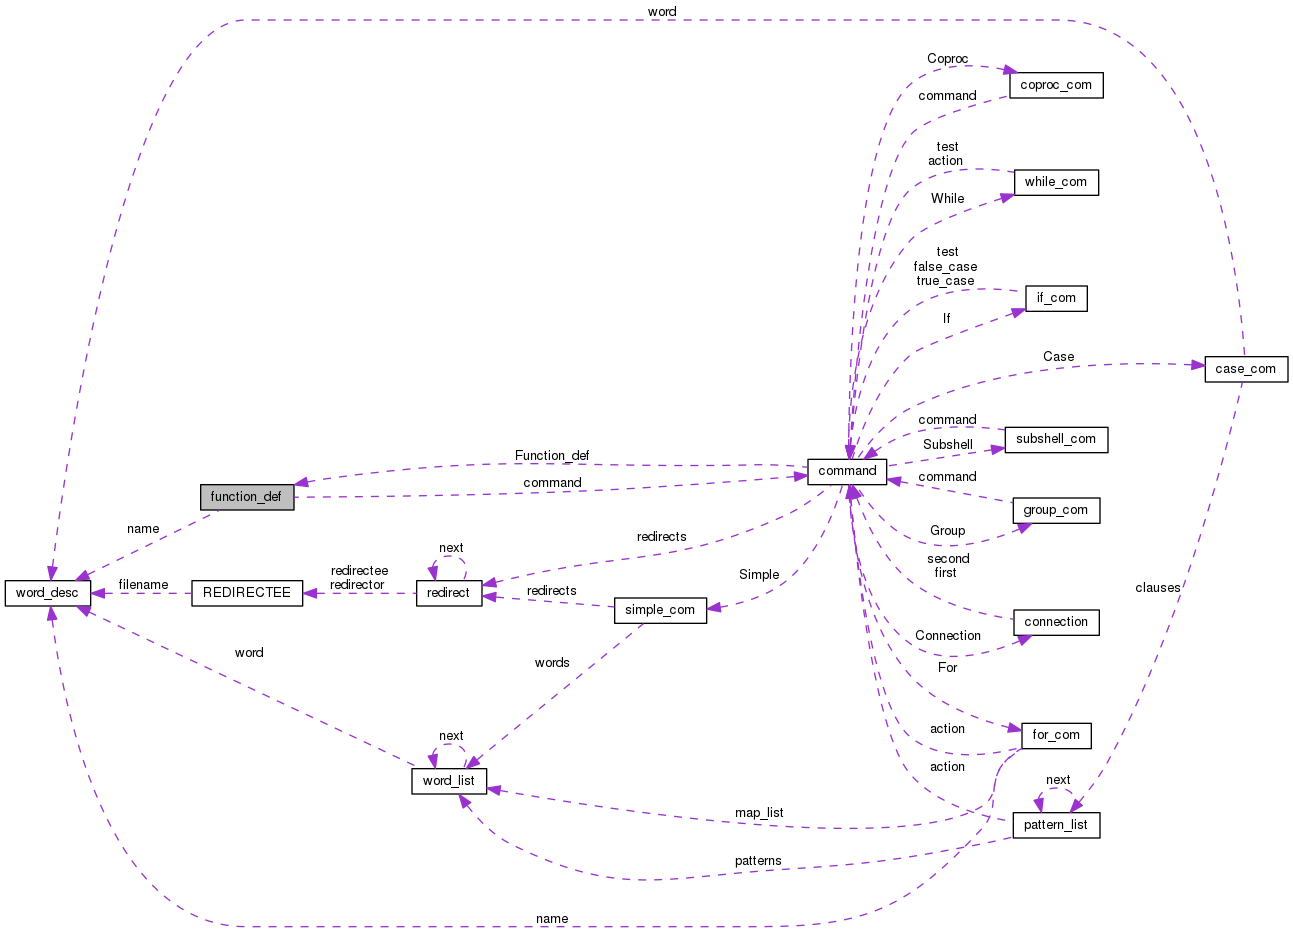 word
Coproc
coproc_com
command
test
action
while_com
While
test
false_case
true_case
if_com
If
Case
case_com
command
subshell_com
Subshell
Function_def
command
command
function_def
command
group_com
name
redirects
Group
next
second
first
redirectee
redirector
Simple
filename
redirects
clauses
word_desc
REDIRECTEE
redirect
simple_com
connection
Connection
word
words
For
next
action
for_com
action
word_list
next
map_list
pattern_list
patterns
name